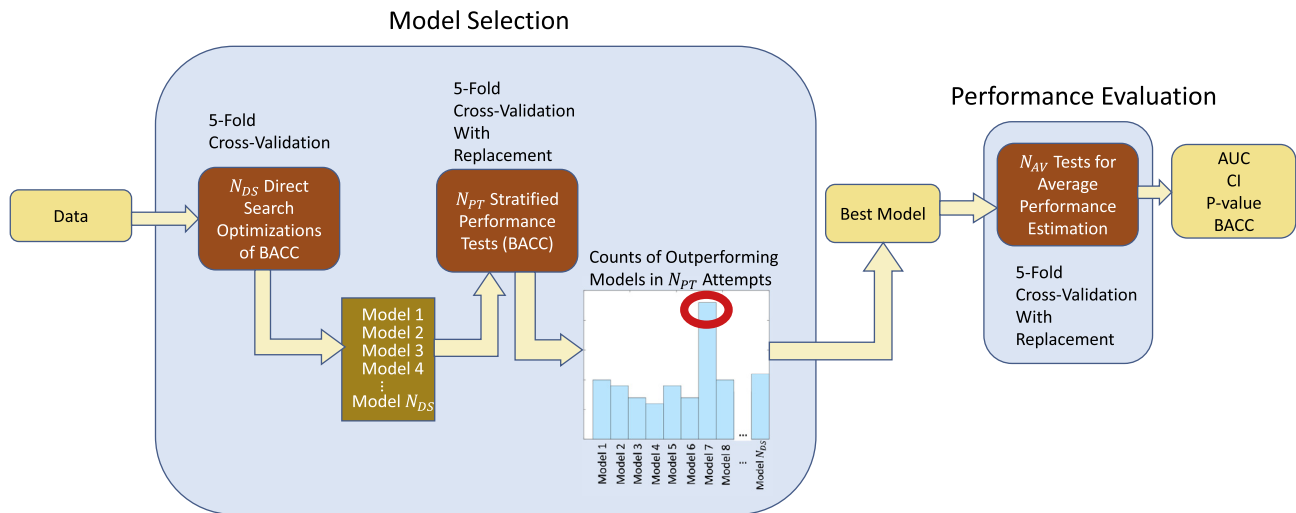 Model Selection
5-Fold
Cross-Validation
5-Fold
Cross-Validation
With
Replacement
Data
N_DS Direct
Search
Optimizations
of BACC
N_PT Stratified
Performance
Tests (BACC)
Model 1
Model 2
Model 3
Model 4
⋮
Model N_DS
Counts of Outperforming
Models in N_PT Attempts
...
Model 1
Model 2
Model 3
Model 4
Model 5
Model 6
Model 7
Model 8
...
Model N_DS
Best Model
Performance Evaluation
N_AV Tests for
Average
Performance
Estimation
5-Fold
Cross-Validation
With
Replacement
AUC
CI
P-value
BACC